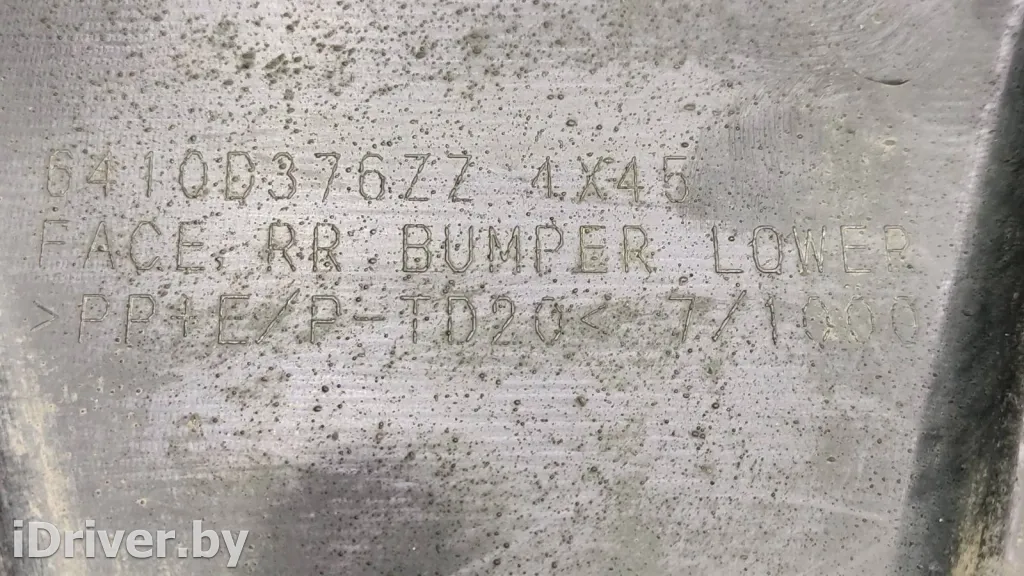 6410D376ZZ 4X45
FACE, RR BUMPER LOWER
>PP+E/P-TD20< 7/1000
iDriver.by